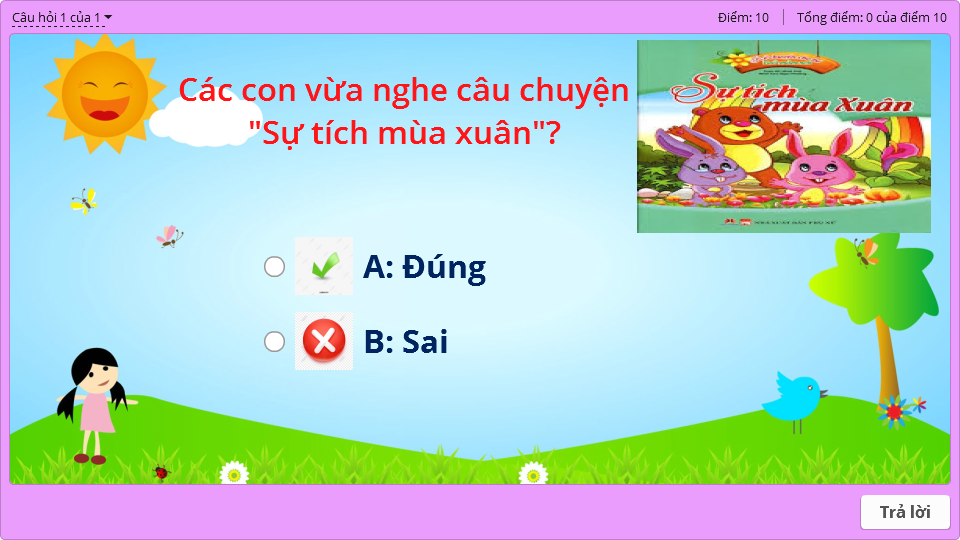 Câu hỏi 1 của 1
Điểm: 10
Tổng điểm: 0 của điểm 10
Các con vừa nghe câu chuyện
"Sự tích mùa xuân"?
Sự tích
mùa Xuân
A: Đúng
B: Sai
Trả lời